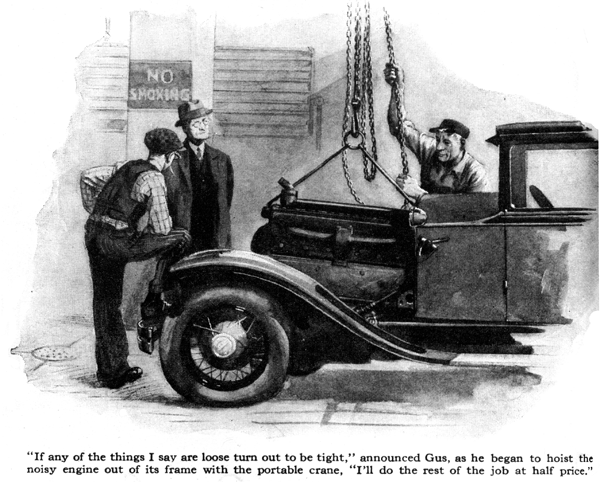 NO
SMOKING
"If any of the things I say are loose turn out to be tight," announced Gus, as he began to hoist the
noisy engine out of its frame with the portable crane, "I'll do the rest of the job at half price."